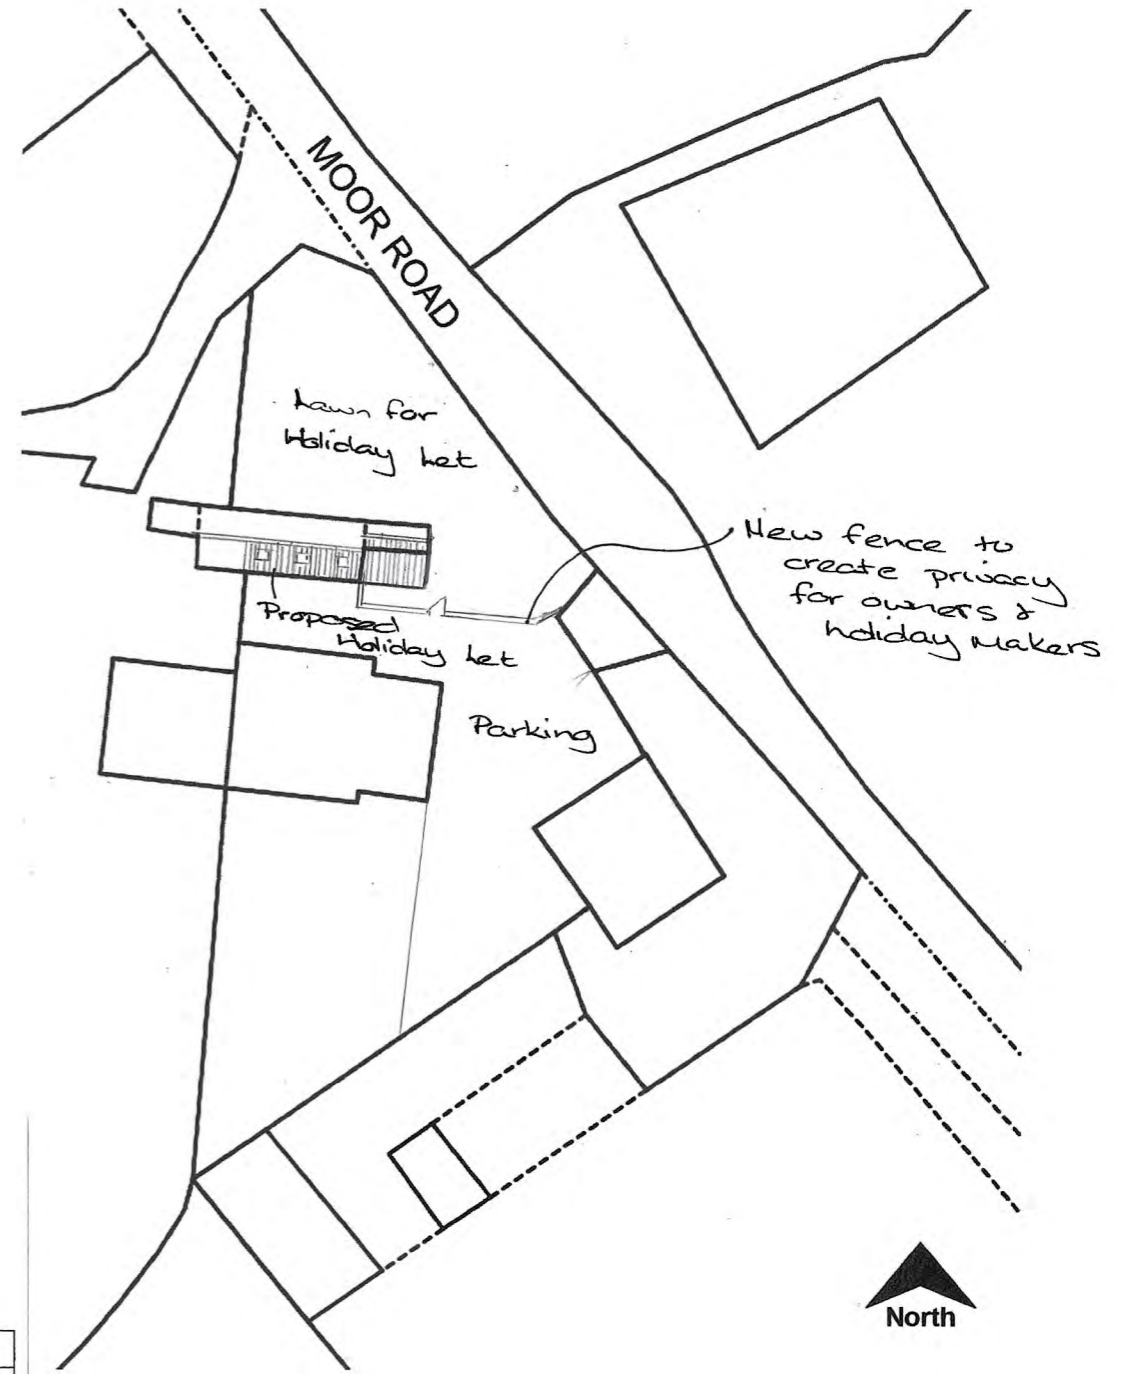 MOOR ROAD
Lawn for
Holiday Let
New fence to
create privacy
for owners &
holiday makers
Proposed
Holiday Let
Parking
North